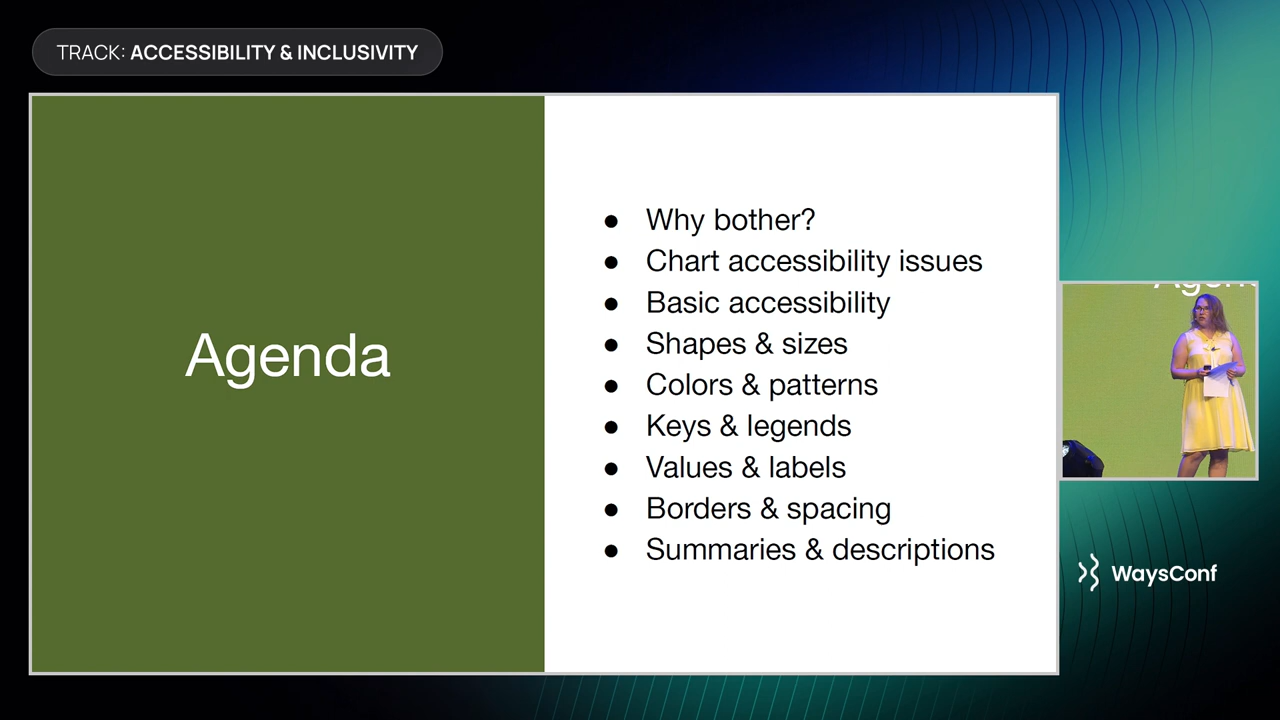 TRACK: ACCESSIBILITY & INCLUSIVITY
Agenda
● Why bother?
● Chart accessibility issues
● Basic accessibility
● Shapes & sizes
● Colors & patterns
● Keys & legends
● Values & labels
● Borders & spacing
● Summaries & descriptions
WaysConf